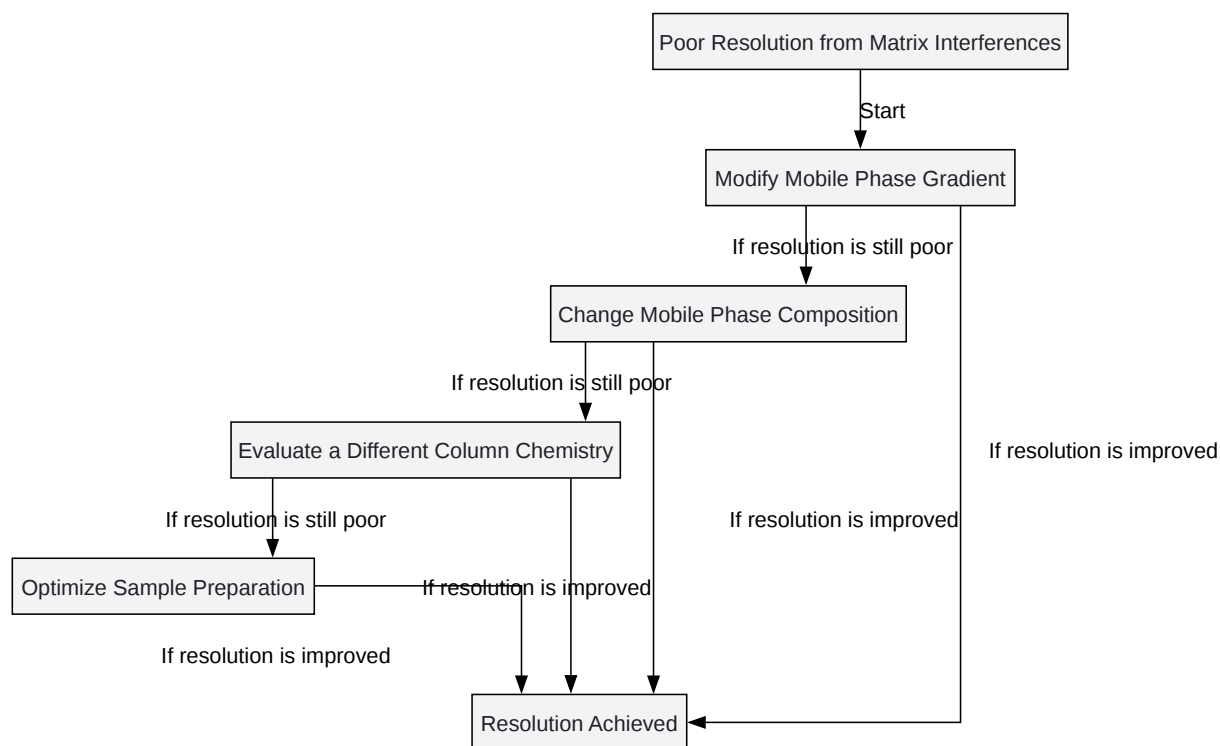 Poor Resolution from Matrix Interferences
Start
Modify Mobile Phase Gradient
If resolution is still poor
Change Mobile Phase Composition
If resolution is still poor
Evaluate a Different Column Chemistry
If resolution is improved
If resolution is still poor
If resolution is improved
Optimize Sample Preparation
If resolution is improved
If resolution is improved
Resolution Achieved